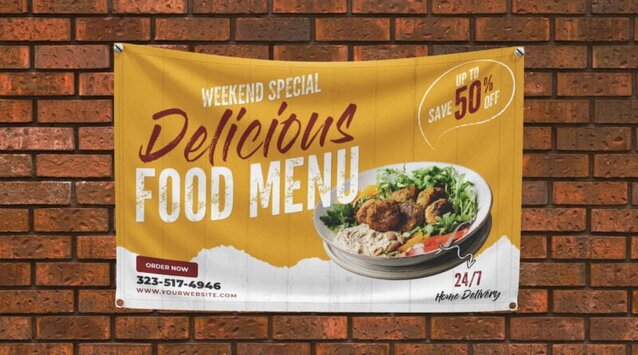 WEEKEND SPECIAL
Delicious
FOOD MENU
UP TO
SAVE 50% OFF
ORDER NOW
323-517-4946
WWW.YOURWEBSITE.COM
24/7
Home Delivery